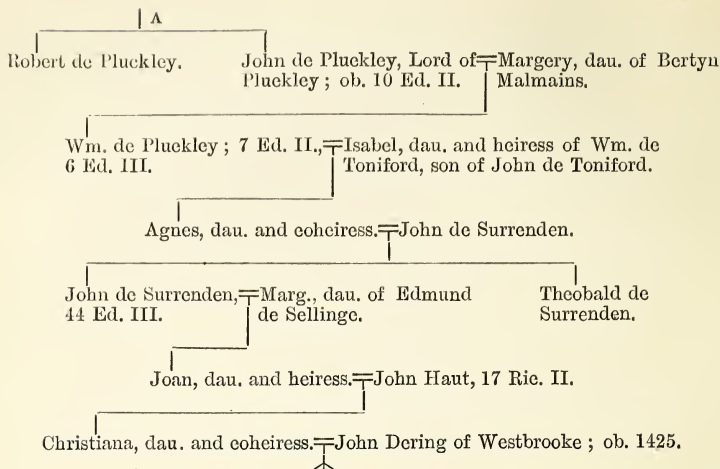 A
Robert de Pluckley.
John de Pluckley, Lord of Pluckley ; ob. 10 Ed. II. = Margery, dau. of Bertyn Malmains.
Wm. de Pluckley ; 7 Ed. II., 6 Ed. III. = Isabel, dau. and heiress of Wm. de Toniford, son of John de Toniford.
Agnes, dau. and coheiress. = John de Surrenden.
John de Surrenden, 44 Ed. III. = Marg., dau. of Edmund de Sellinge.
Theobald de Surrenden.
Joan, dau. and heiress. = John Haut, 17 Ric. II.
Christiana, dau. and coheiress. = John Dering of Westbrooke ; ob. 1425.